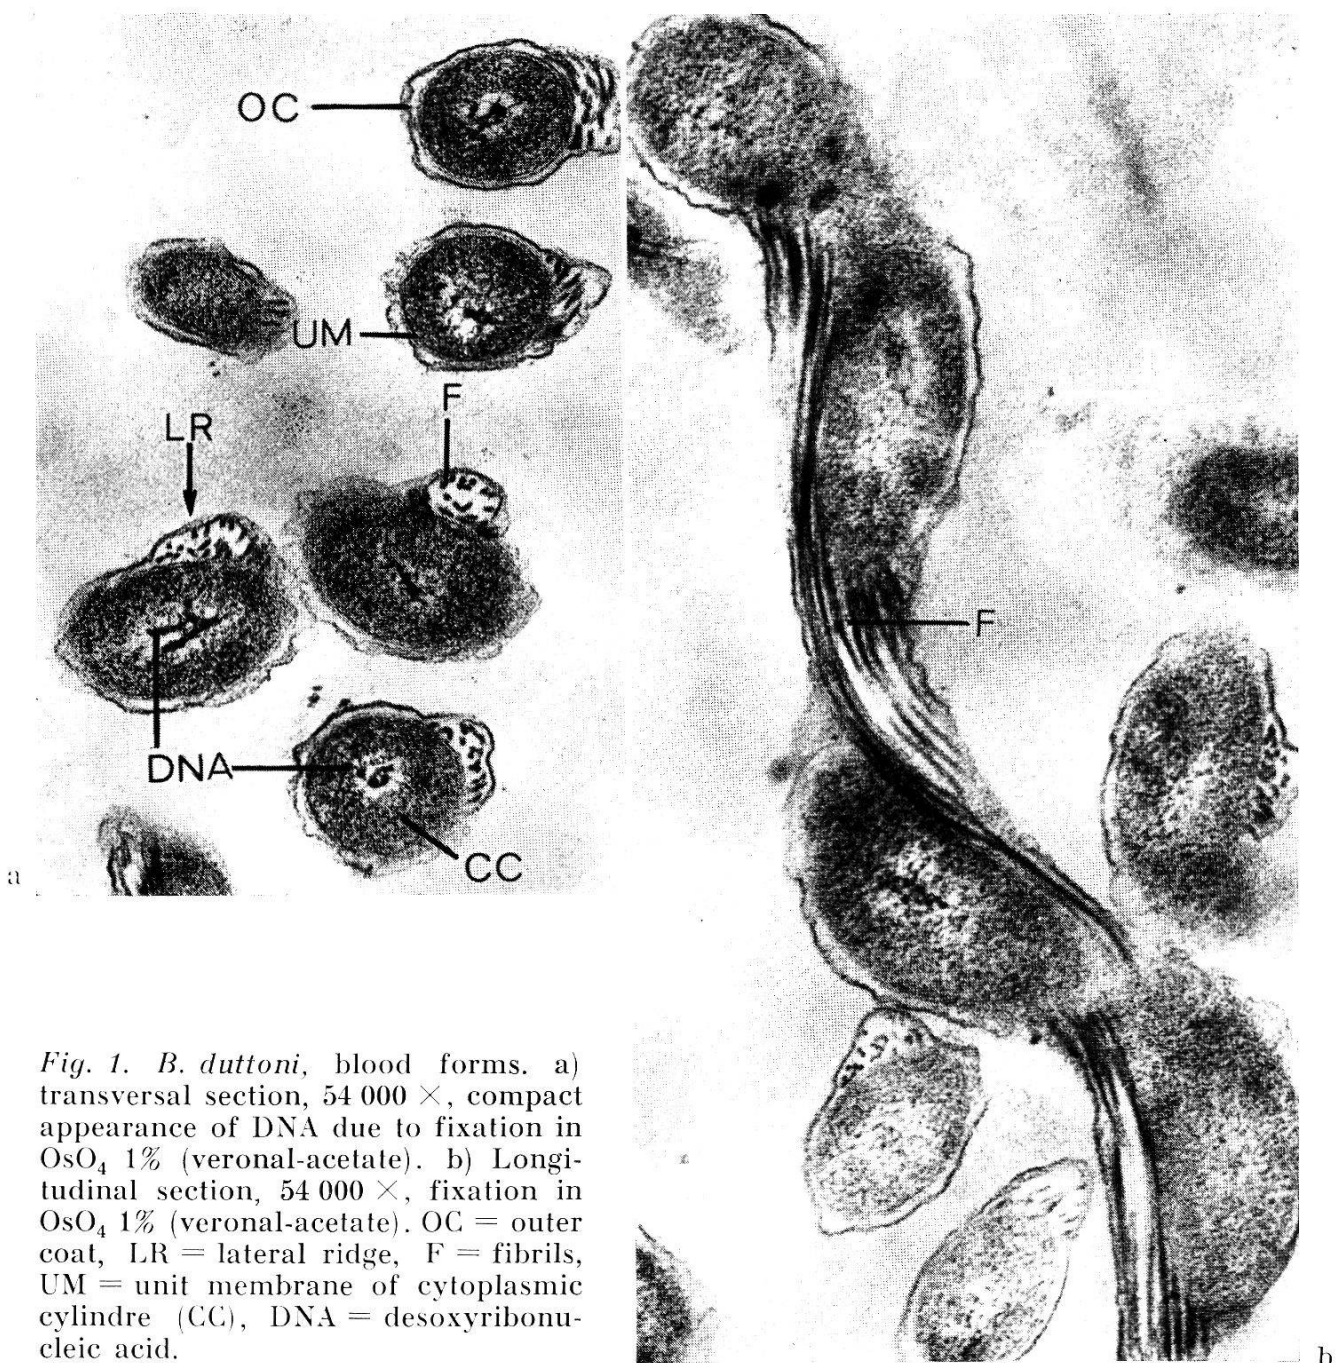 OC
UM
F
LR
F
DNA
CC
a
Fig. 1. B. duttoni, blood forms. a)
transversal section, 54 000 ×, compact
appearance of DNA due to fixation in
OsO₄ 1% (veronal-acetate). b) Longi-
tudinal section, 54 000 ×, fixation in
OsO₄ 1% (veronal-acetate). OC = outer
coat, LR = lateral ridge, F = fibrils,
UM = unit membrane of cytoplasmic
cylindre (CC), DNA = desoxyribonu-
cleic acid.
b